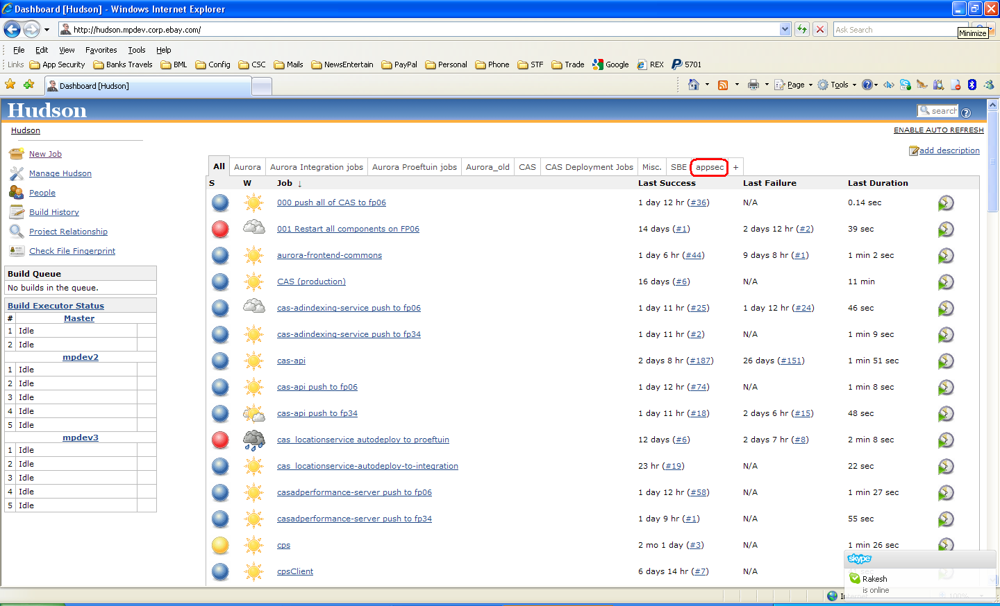 Dashboard [Hudson] - Windows Internet Explorer
http://hudson.mpdev.corp.ebay.com/
Ask Search
Minimize
File Edit View Favorites Tools Help
Links App Security Banks Travels BML Config CSC Mails NewsEntertain PayPal Personal Phone STF Trade Google REX 5701
Dashboard [Hudson]
Page Tools
Hudson
search
Hudson
ENABLE AUTO REFRESH
add description
New Job
Manage Hudson
People
Build History
Project Relationship
Check File Fingerprint
Build Queue
No builds in the queue.
Build Executor Status
# Master
1 Idle
2 Idle
mpdev2
1 Idle
2 Idle
3 Idle
4 Idle
5 Idle
mpdev3
1 Idle
2 Idle
3 Idle
4 Idle
5 Idle
All Aurora Aurora Integration jobs Aurora Proeftuin jobs Aurora_old CAS CAS Deployment Jobs Misc. SBE appsec +
S W Job ↓ Last Success Last Failure Last Duration
000 push all of CAS to fp06 1 day 12 hr (#36) N/A 0.14 sec
001 Restart all components on FP06 14 days (#1) 2 days 12 hr (#2) 39 sec
aurora-frontend-commons 1 day 6 hr (#44) 9 days 8 hr (#1) 1 min 2 sec
CAS (production) 16 days (#6) N/A 11 min
cas-adindexing-service push to fp06 1 day 11 hr (#25) 1 day 12 hr (#24) 46 sec
cas-adindexing-service push to fp34 1 day 11 hr (#2) N/A 1 min 9 sec
cas-api 2 days 8 hr (#187) 26 days (#151) 1 min 51 sec
cas-api push to fp06 1 day 12 hr (#74) N/A 1 min 8 sec
cas-api push to fp34 1 day 11 hr (#18) 2 days 6 hr (#15) 48 sec
cas_locationservice autodeploy to proeftuin 12 days (#6) 2 days 7 hr (#8) 2 min 8 sec
cas_locationservice-autodeploy-to-integration 23 hr (#19) N/A 22 sec
casadperformance-server push to fp06 1 day 12 hr (#58) N/A 1 min 27 sec
casadperformance-server push to fp34 1 day 9 hr (#1) N/A 55 sec
cps 2 mo 1 day (#3) N/A 1 min 26 sec
cpsClient 6 days 14 hr (#7) N/A
skype
Rakesh
is online
100%